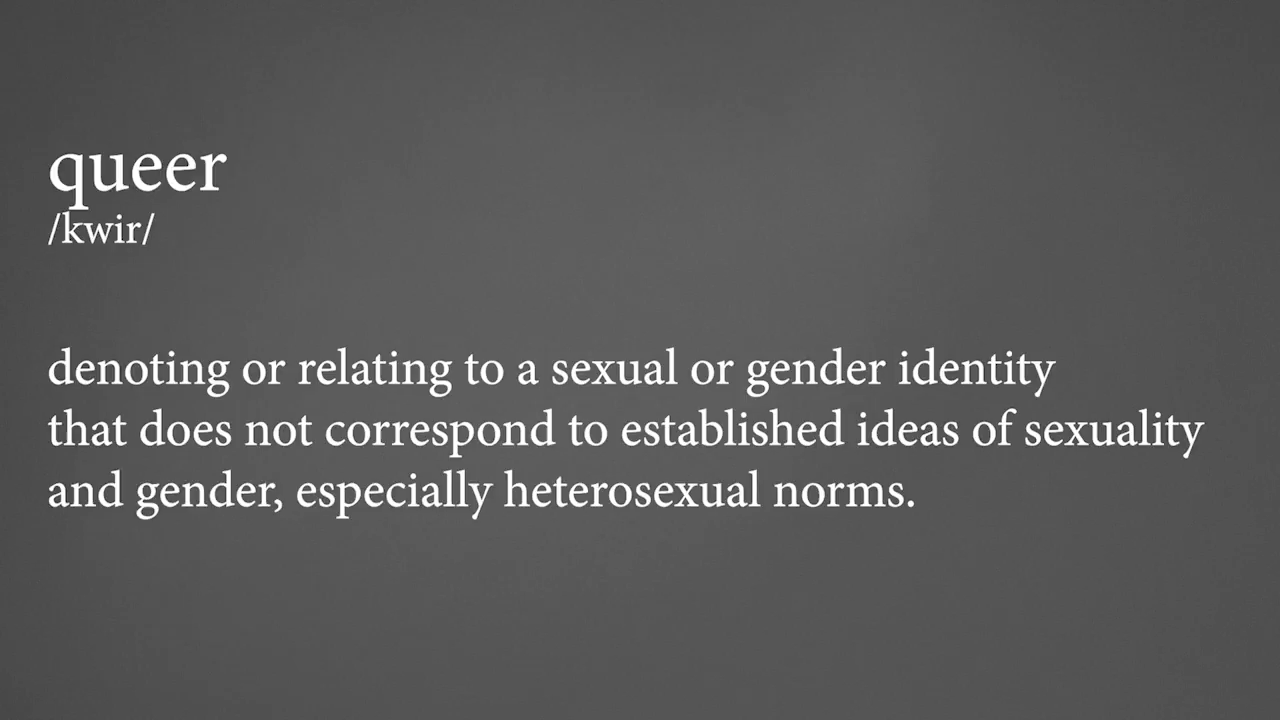 queer
/kwir/
denoting or relating to a sexual or gender identity
that does not correspond to established ideas of sexuality
and gender, especially heterosexual norms.